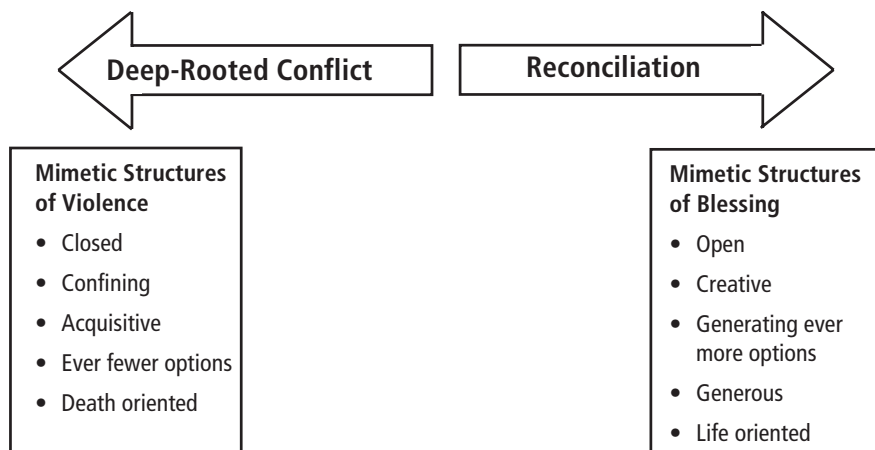 Deep-Rooted Conflict
Reconciliation
Mimetic Structures
of Violence
• Closed
• Confining
• Acquisitive
• Ever fewer options
• Death oriented
Mimetic Structures
of Blessing
• Open
• Creative
• Generating ever
more options
• Generous
• Life oriented